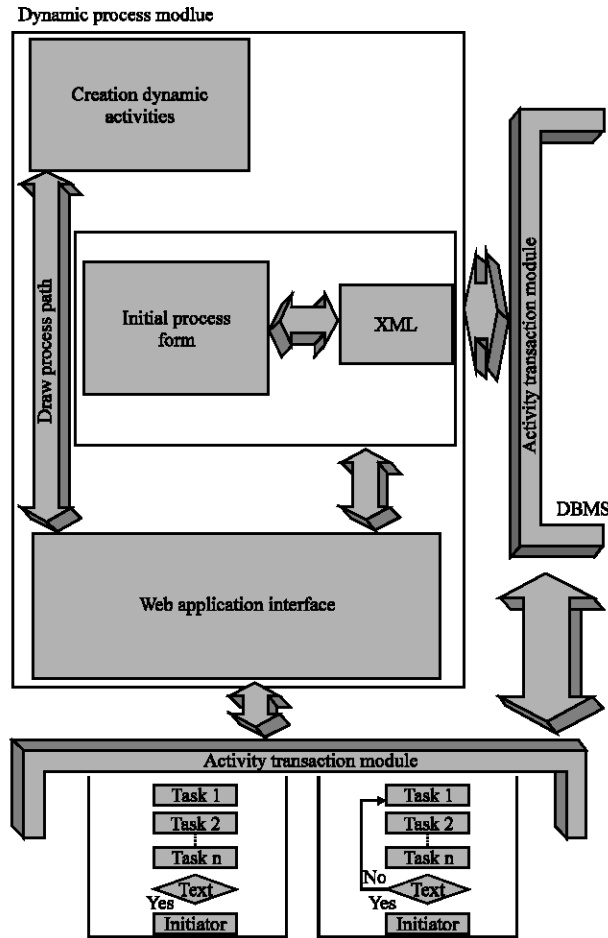 Dynamic process modlue
Creation dynamic
activities
Draw process path
Initial process
form
XML
Activity transaction module
DBMS
Web application interface
Activity transaction module
Task 1
Task 2
Task n
Text
Yes
Initiator
Task 1
Task 2
Task n
No
Text
Yes
Initiator